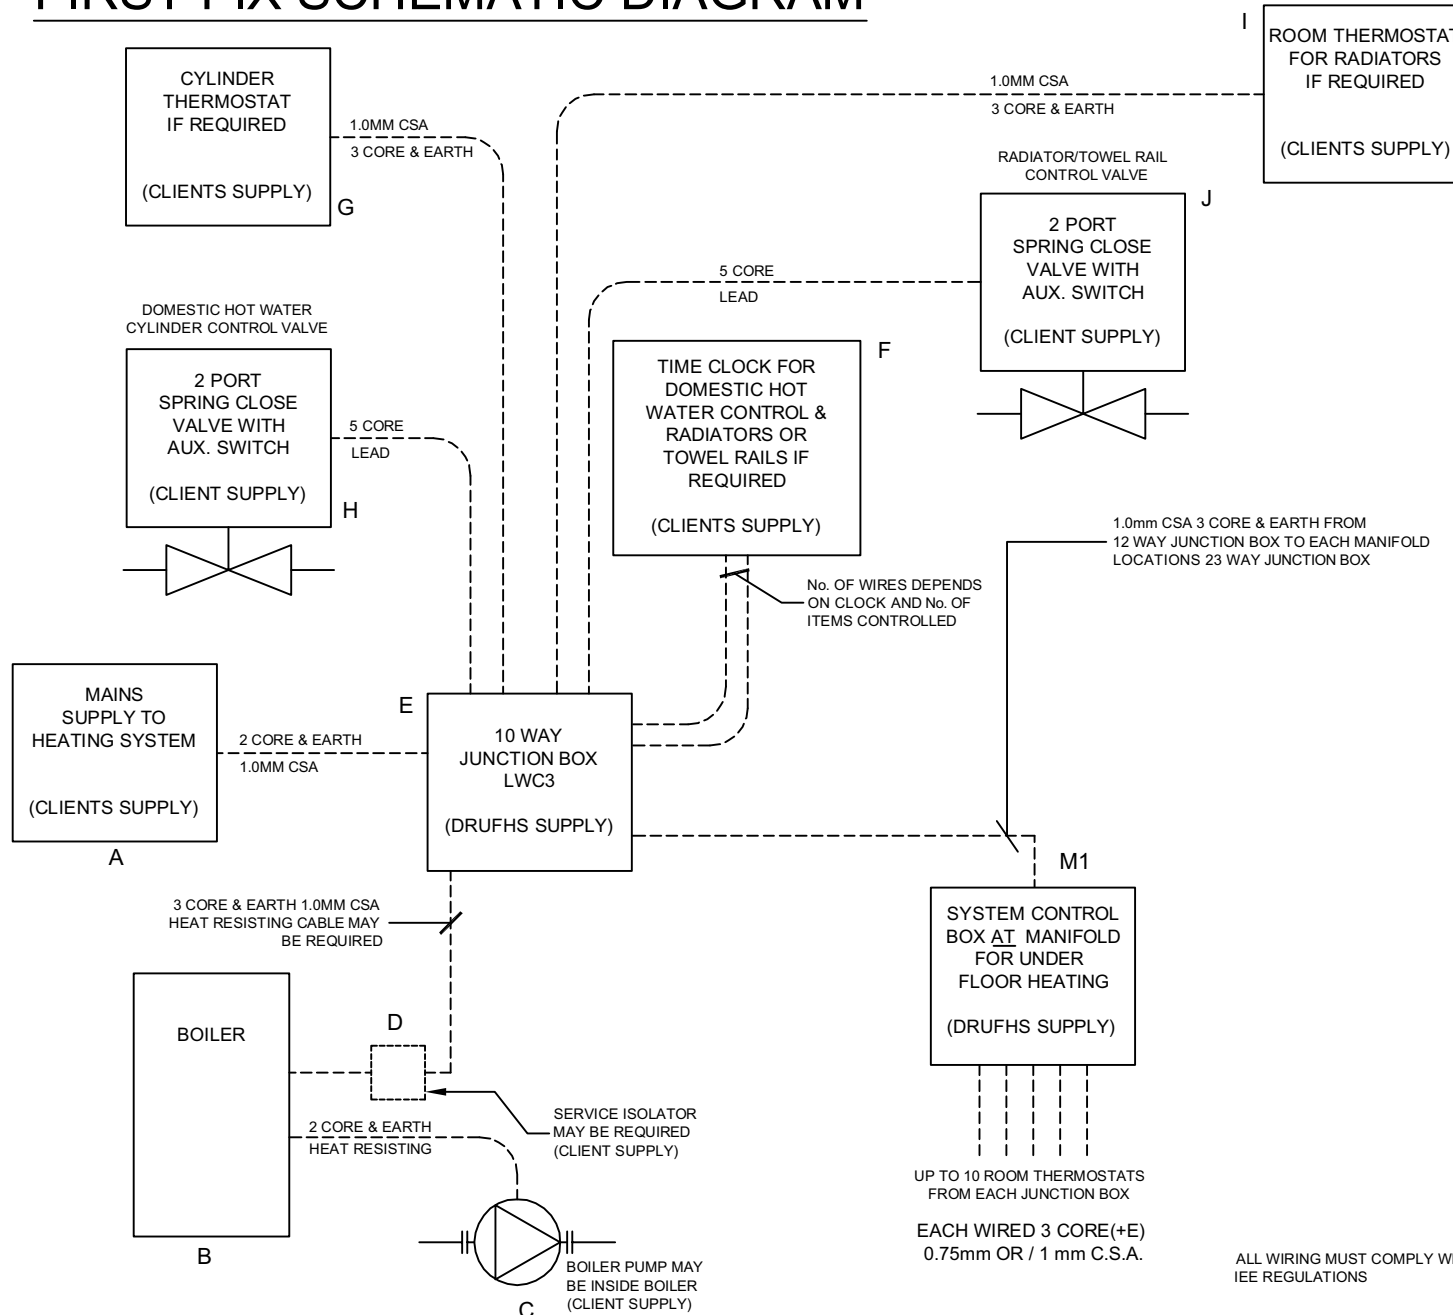 FIRST FIX SCHEMATIC DIAGRAM
CYLINDER
THERMOSTAT
IF REQUIRED
(CLIENTS SUPPLY)
G
1.0MM CSA
3 CORE & EARTH
1.0MM CSA
3 CORE & EARTH
I
ROOM THERMOSTAT
FOR RADIATORS
IF REQUIRED
(CLIENTS SUPPLY)
RADIATOR/TOWEL RAIL
CONTROL VALVE
J
2 PORT
SPRING CLOSE
VALVE WITH
AUX. SWITCH
(CLIENT SUPPLY)
5 CORE
LEAD
DOMESTIC HOT WATER
CYLINDER CONTROL VALVE
2 PORT
SPRING CLOSE
VALVE WITH
AUX. SWITCH
(CLIENT SUPPLY)
H
5 CORE
LEAD
F
TIME CLOCK FOR
DOMESTIC HOT
WATER CONTROL &
RADIATORS OR
TOWEL RAILS IF
REQUIRED
(CLIENTS SUPPLY)
No. OF WIRES DEPENDS
ON CLOCK AND No. OF
ITEMS CONTROLLED
1.0mm CSA 3 CORE & EARTH FROM
12 WAY JUNCTION BOX TO EACH MANIFOLD
LOCATIONS 23 WAY JUNCTION BOX
MAINS
SUPPLY TO
HEATING SYSTEM
(CLIENTS SUPPLY)
A
2 CORE & EARTH
1.0MM CSA
E
10 WAY
JUNCTION BOX
LWC3
(DRUFHS SUPPLY)
M1
SYSTEM CONTROL
BOX AT MANIFOLD
FOR UNDER
FLOOR HEATING
(DRUFHS SUPPLY)
3 CORE & EARTH 1.0MM CSA
HEAT RESISTING CABLE MAY
BE REQUIRED
BOILER
B
D
SERVICE ISOLATOR
MAY BE REQUIRED
(CLIENT SUPPLY)
2 CORE & EARTH
HEAT RESISTING
BOILER PUMP MAY
BE INSIDE BOILER
(CLIENT SUPPLY)
C
UP TO 10 ROOM THERMOSTATS
FROM EACH JUNCTION BOX
EACH WIRED 3 CORE(+E)
0.75mm OR / 1 mm C.S.A.
ALL WIRING MUST COMPLY
IEE REGULATIONS